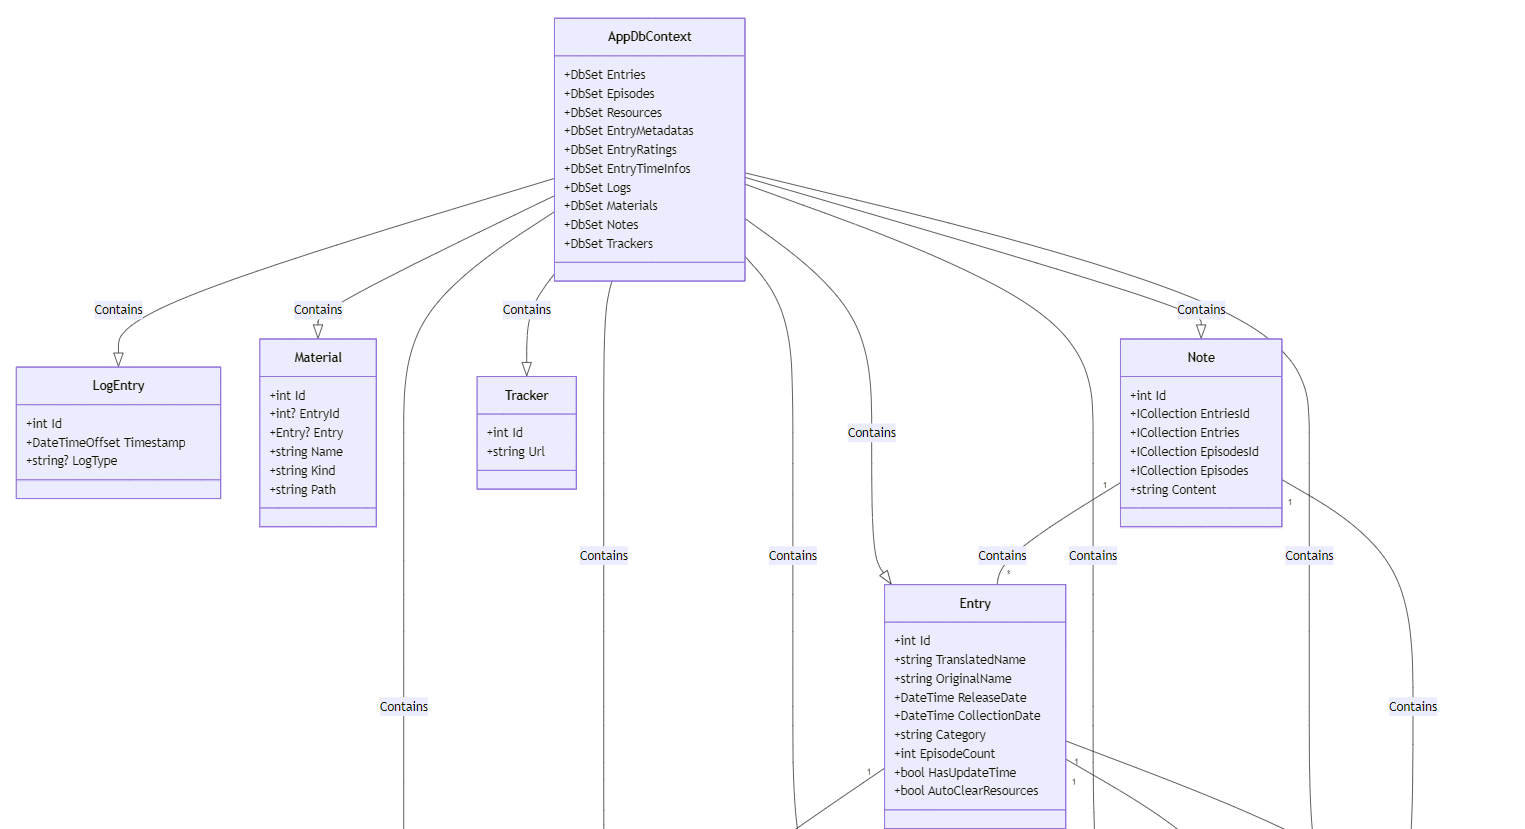 AppDbContext
+DbSet Entries
+DbSet Episodes
+DbSet Resources
+DbSet EntryMetadatas
+DbSet EntryRatings
+DbSet EntryTimeInfos
+DbSet Logs
+DbSet Materials
+DbSet Notes
+DbSet Trackers
Contains
Contains
Contains
Contains
LogEntry
+int Id
+DateTimeOffset Timestamp
+string? LogType
Material
+int Id
+int? EntryId
+Entry? Entry
+string Name
+string Kind
+string Path
Tracker
+int Id
+string Url
Contains
Note
+int Id
+ICollection EntriesId
+ICollection Entries
+ICollection EpisodesId
+ICollection Episodes
+string Content
1
1
Contains
Contains
Contains
Contains
Contains
*
Entry
+int Id
+string TranslatedName
+string OriginalName
+DateTime ReleaseDate
+DateTime CollectionDate
+string Category
+int EpisodeCount
+bool HasUpdateTime
+bool AutoClearResources
Contains
Contains
1
1
1